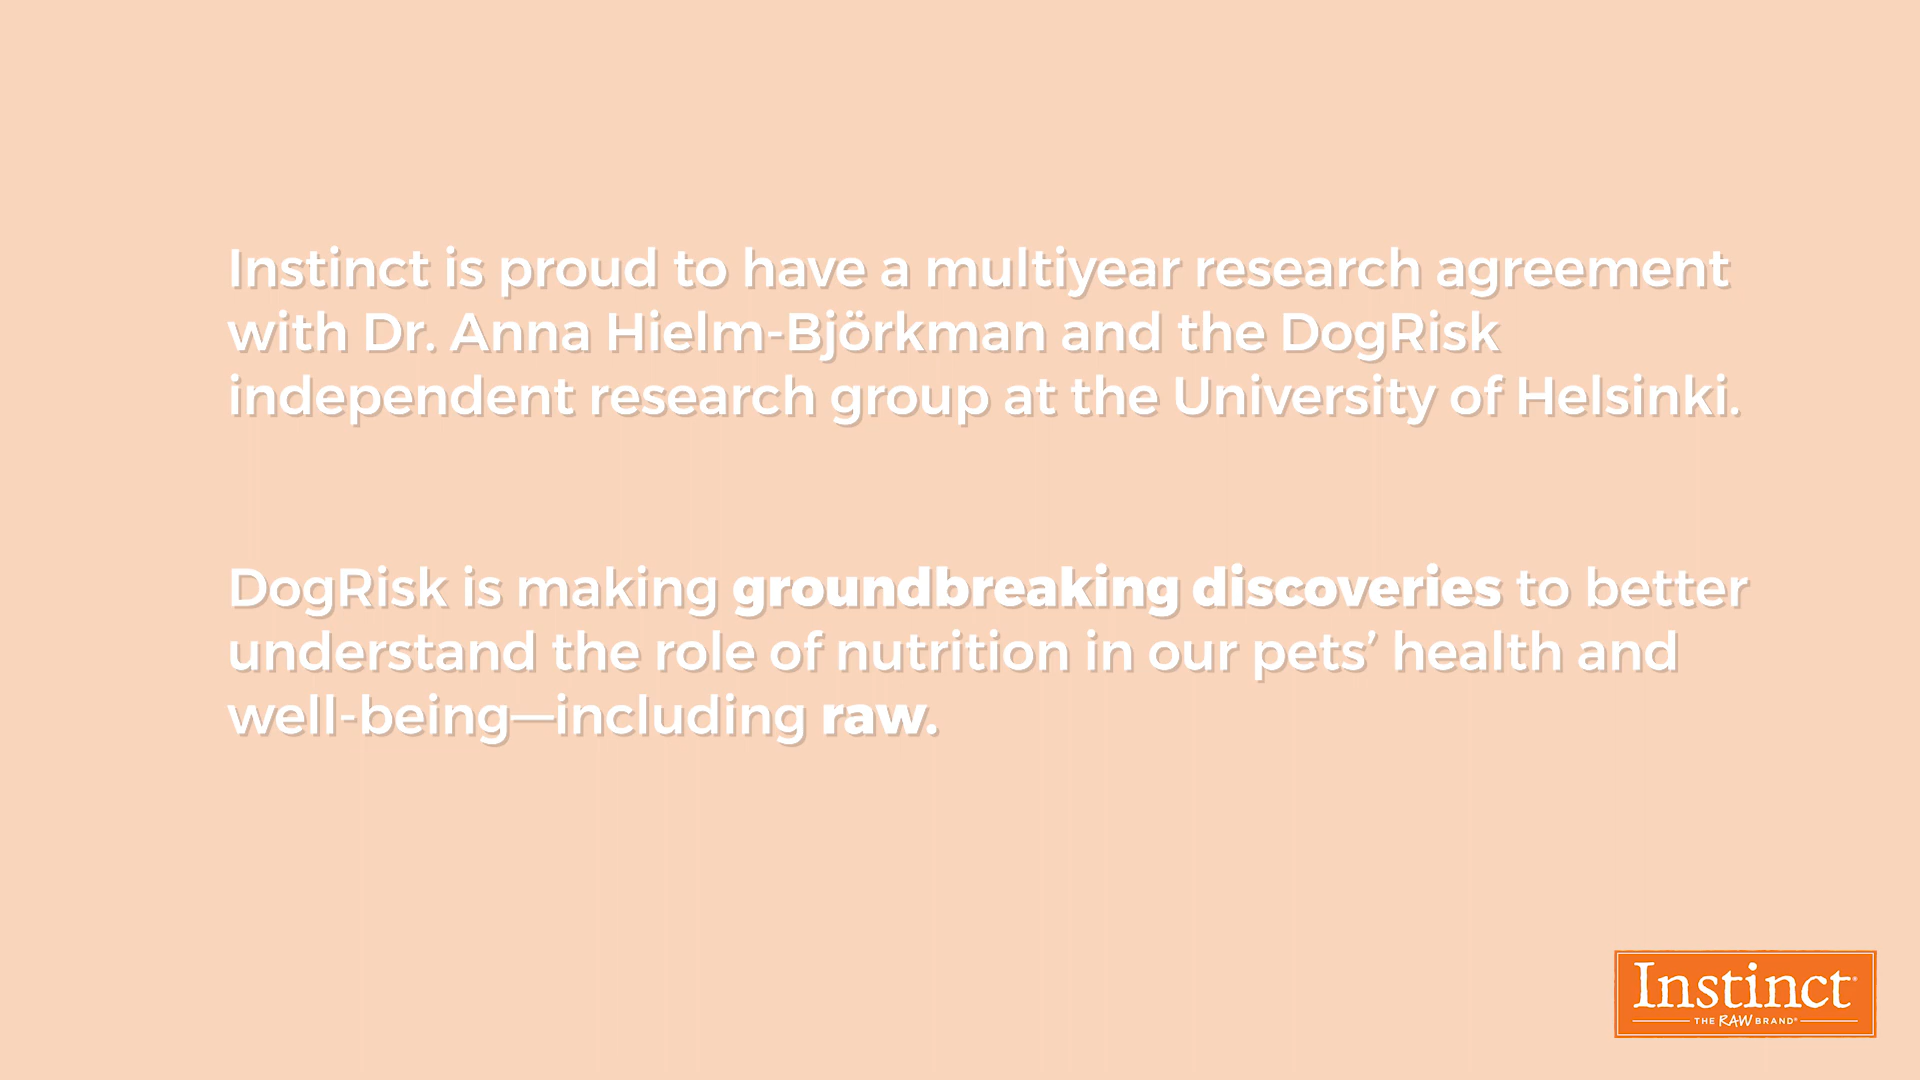 Instinct is proud to have a multiyear research agreement
with Dr. Anna Hielm-Björkman and the DogRisk
independent research group at the University of Helsinki.
DogRisk is making groundbreaking discoveries to better
understand the role of nutrition in our pets’ health and
well-being—including raw.
Instinct®
THE RAW BRAND®